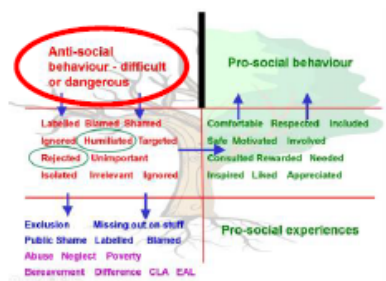 Anti-social
behaviour - difficult
or dangerous
Pro-social behaviour
Labelled Blamed Shamed
Ignored Humiliated Targeted
Rejected Unimportant
Isolated Irrelevant Ignored
Comfortable Respected Included
Safe Motivated Involved
Consulted Rewarded Needed
Inspired Liked Appreciated
Exclusion Missing out on stuff
Public Shame Labelled Blamed
Abuse Neglect Poverty
Bereavement Difference CLA EAL
Pro-social experiences